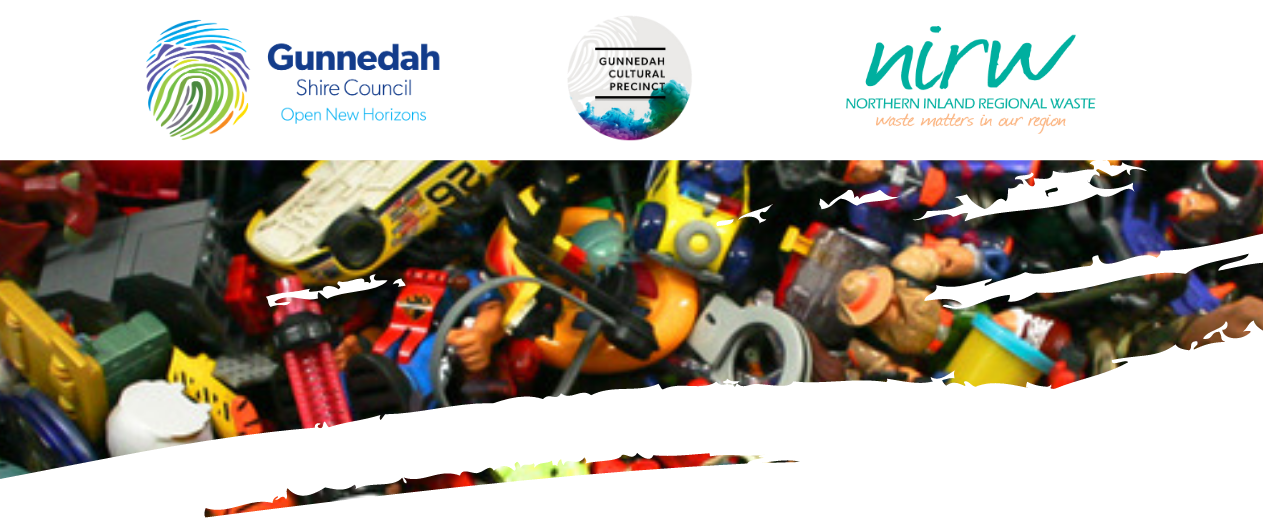 Gunnedah
Shire Council
Open New Horizons
GUNNEDAH
CULTURAL
PRECINCT
nirw
NORTHERN INLAND REGIONAL WASTE
waste matters in our region
92